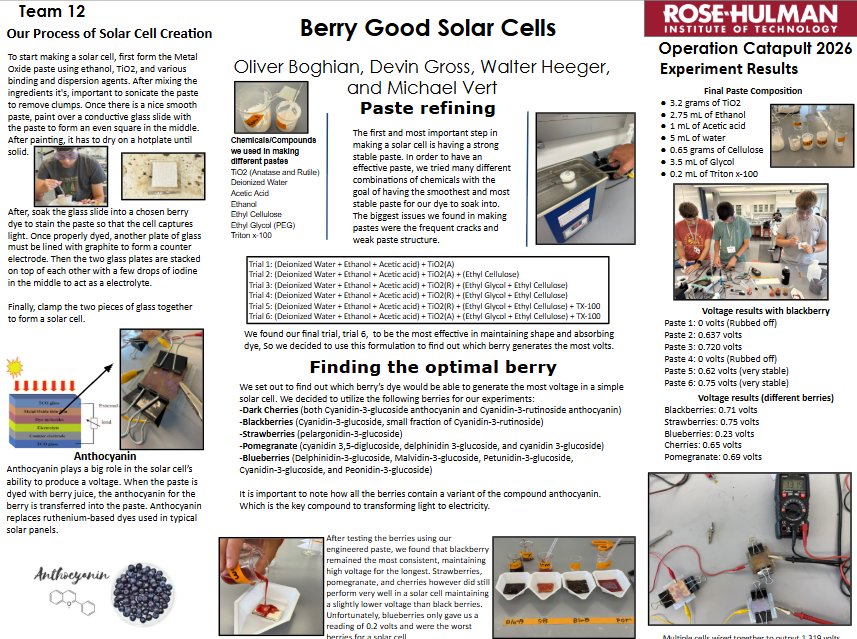 Team 12
Our Process of Solar Cell Creation
To start making a solar cell, first form the Metal
Oxide paste using ethanol, TiO2, and various
binding and dispersion agents. After mixing the
ingredients it's, important to sonicate the paste
to remove clumps. Once there is a nice smooth
paste, paint over a conductive glass slide with
the paste to form an even square in the middle.
After painting, it has to dry on a hotplate until
solid.
After, soak the glass slide into a chosen berry
dye to stain the paste so that the cell captures
light. Once properly dyed, another plate of glass
must be lined with graphite to form a counter
electrode. Then the two glass plates are stacked
on top of each other with a few drops of iodine
in the middle to act as an electrolyte.
Finally, clamp the two pieces of glass together
to form a solar cell.
TCO glass
Metal Oxide thin film
Dye molecules
Electrolyte
Counter electrode
TCO glass
External
load
Anthocyanin
Anthocyanin plays a big role in the solar cell's
ability to produce a voltage. When the paste is
dyed with berry juice, the anthocyanin for the
berry is transferred into the paste. Anthocyanin
replaces ruthenium-based dyes used in typical
solar panels.
Anthocyanin
Berry Good Solar Cells
Oliver Boghian, Devin Gross, Walter Heeger,
and Michael Vert
Paste refining
Chemicals/Compounds
we used in making
different pastes
TiO2 (Anatase and Rutile)
Deionized Water
Acetic Acid
Ethanol
Ethyl Cellulose
Ethyl Glycol (PEG)
Triton x-100
The first and most important step in
making a solar cell is having a strong
stable paste. In order to have an
effective paste, we tried many different
combinations of chemicals with the
goal of having the smoothest and most
stable paste for our dye to soak into.
The biggest issues we found in making
pastes were the frequent cracks and
weak paste structure.
Trial 1: (Deionized Water + Ethanol + Acetic acid) + TiO2(A)
Trial 2: (Deionized Water + Ethanol + Acetic acid) + TiO2(A) + (Ethyl Cellulose)
Trial 3: (Deionized Water + Ethanol + Acetic acid) + TiO2(R) + (Ethyl Glycol + Ethyl Cellulose)
Trial 4: (Deionized Water + Ethanol + Acetic acid) + TiO2(R) + (Ethyl Glycol + Ethyl Cellulose)
Trial 5: (Deionized Water + Ethanol + Acetic acid) + TiO2(R) + (Ethyl Glycol + Ethyl Cellulose) + TX-100
Trial 6: (Deionized Water + Ethanol + Acetic acid) + TiO2(A) + (Ethyl Glycol + Ethyl Cellulose) + TX-100
We found our final trial, trial 6, to be the most effective in maintaining shape and absorbing
dye, So we decided to use this formulation to find out which berry generates the most volts.
Finding the optimal berry
We set out to find out which berry's dye would be able to generate the most voltage in a simple
solar cell. We decided to utilize the following berries for our experiments:
-Dark Cherries (both Cyanidin-3-glucoside anthocyanin and Cyanidin-3-rutinoside anthocyanin)
-Blackberries (Cyanidin-3-glucoside, small fraction of Cyanidin-3-rutinoside)
-Strawberries (pelargonidin-3-glucoside)
-Pomegranate (cyanidin 3,5-diglucoside, delphinidin 3-glucoside, and cyanidin 3-glucoside)
-Blueberries (Delphinidin-3-glucoside, Malvidin-3-glucoside, Petunidin-3-glucoside,
Cyanidin-3-glucoside, and Peonidin-3-glucoside)
It is important to note how all the berries contain a variant of the compound anthocyanin.
Which is the key compound to transforming light to electricity.
After testing the berries using our
engineered paste, we found that blackberry
remained the most consistent, maintaining
high voltage for the longest. Strawberries,
pomegranate, and cherries however did still
perform very well in a solar cell maintaining
a slightly lower voltage than black berries.
Unfortunately, blueberries only gave us a
reading of 0.2 volts and were the worst
berries for a solar cell
ROSE-HULMAN
INSTITUTE OF TECHNOLOGY
Operation Catapult 2026
Experiment Results
Final Paste Composition
● 3.2 grams of TiO2
● 2.75 mL of Ethanol
● 1 mL of Acetic acid
● 5 mL of water
● 0.65 grams of Cellulose
● 3.5 mL of Glycol
● 0.2 mL of Triton x-100
Voltage results with blackberry
Paste 1: 0 volts (Rubbed off)
Paste 2: 0.637 volts
Paste 3: 0.720 volts
Paste 4: 0 volts (Rubbed off)
Paste 5: 0.62 volts (very stable)
Paste 6: 0.75 volts (very stable)
Voltage results (different berries)
Blackberries: 0.71 volts
Strawberries: 0.75 volts
Blueberries: 0.23 volts
Cherries: 0.65 volts
Pomegranate: 0.69 volts
Multiple cells wired together to output 1.319 volts